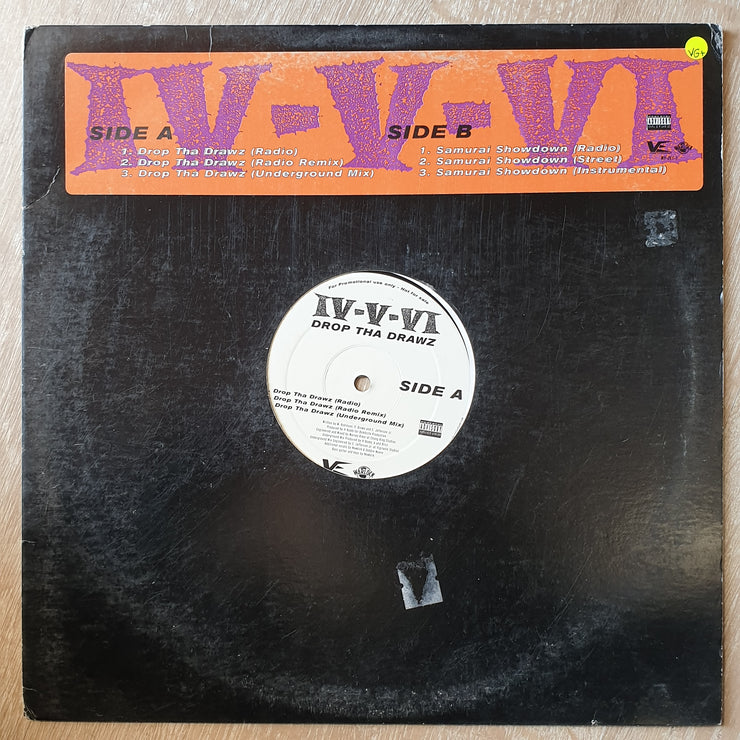 IV-V-VI
VG+
SIDE A
1. Drop Tha Drawz (Radio)
2. Drop Tha Drawz (Radio Remix)
3. Drop Tha Drawz (Underground Mix)
SIDE B
1. Samurai Showdown (Radio)
2. Samurai Showdown (Street)
3. Samurai Showdown (Instrumental)
VE
For Promotional use only - Not for sale
IV-V-VI
DROP THA DRAWZ
SIDE A
Drop Tha Drawz (Radio)
Drop Tha Drawz (Radio Remix)
Drop Tha Drawz (Underground Mix)
VE
WARLOCK